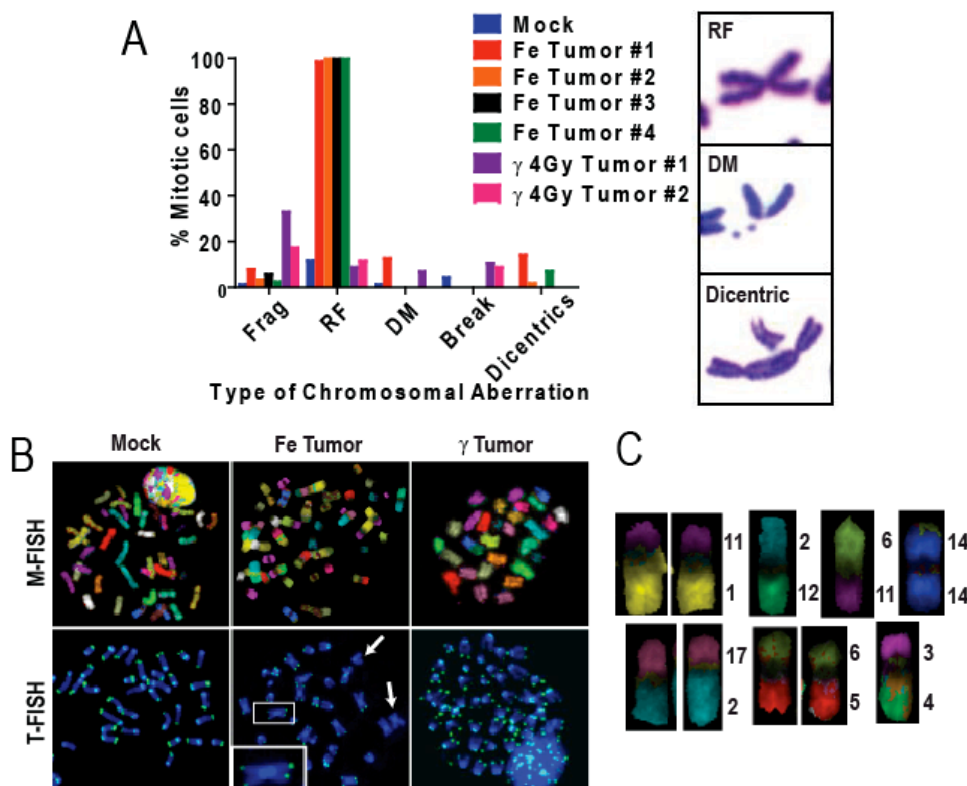 A
% Mitotic cells
100
80
60
40
20
0
Frag
RF
DM
Break
Dicentrics
Type of Chromosomal Aberration
Mock
Fe Tumor #1
Fe Tumor #2
Fe Tumor #3
Fe Tumor #4
γ 4Gy Tumor #1
γ 4Gy Tumor #2
RF
DM
Dicentric
B
Mock
Fe Tumor
γ Tumor
M-FISH
T-FISH
C
11
1
2
12
6
11
14
14
17
2
6
5
3
4